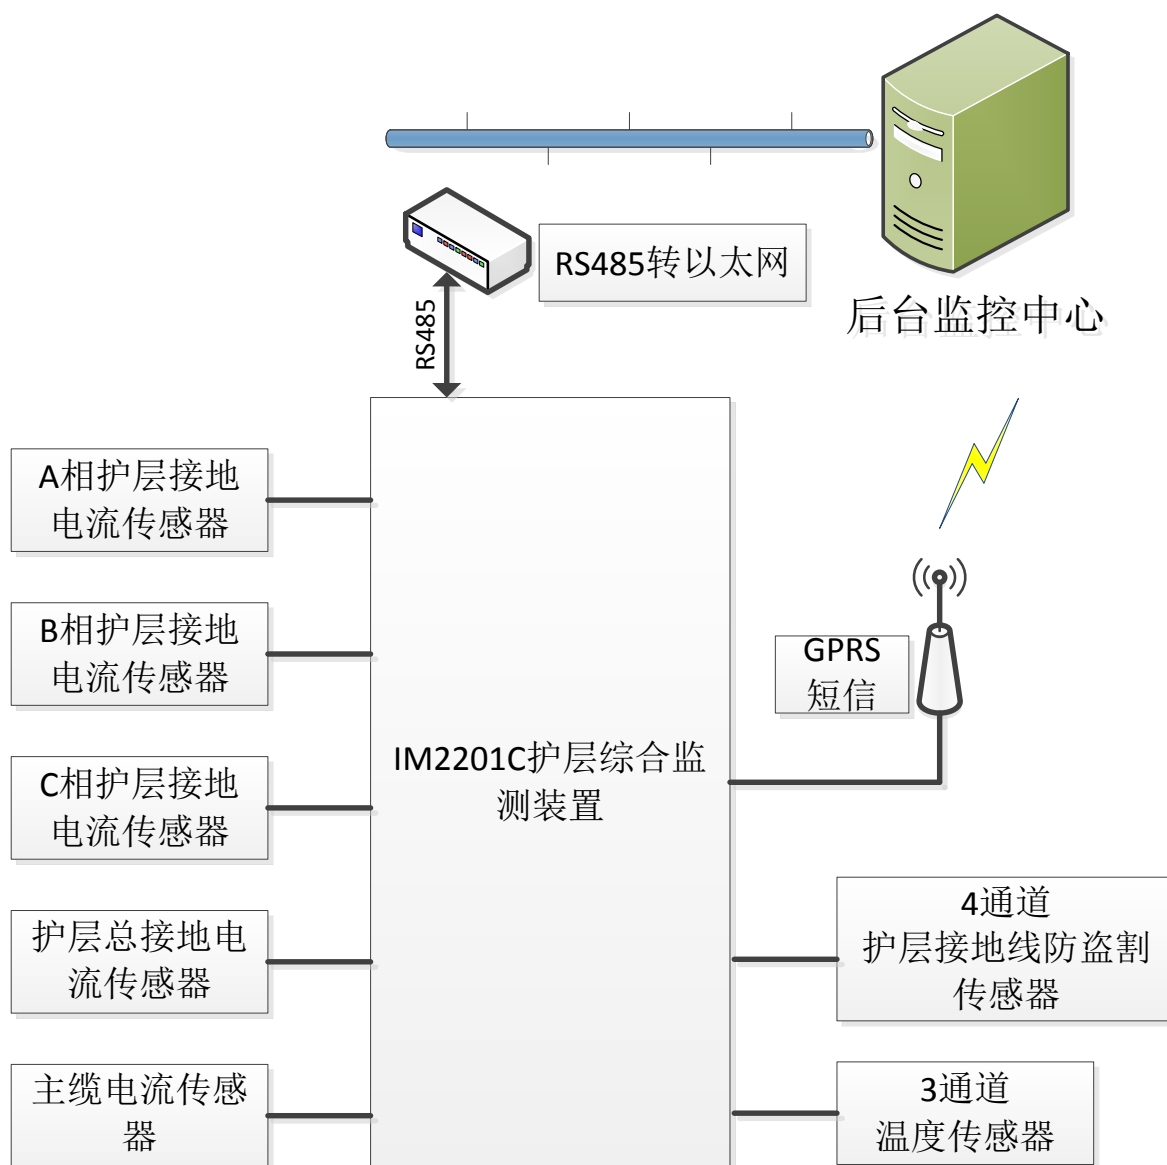 RS485转以太网
后台监控中心
RS485
A相护层接地
电流传感器
B相护层接地
电流传感器
GPRS
短信
IM2201C护层综合监
测装置
C相护层接地
电流传感器
4通道
护层接地线防盗割
传感器
护层总接地电
流传感器
主缆电流传感
器
3通道
温度传感器